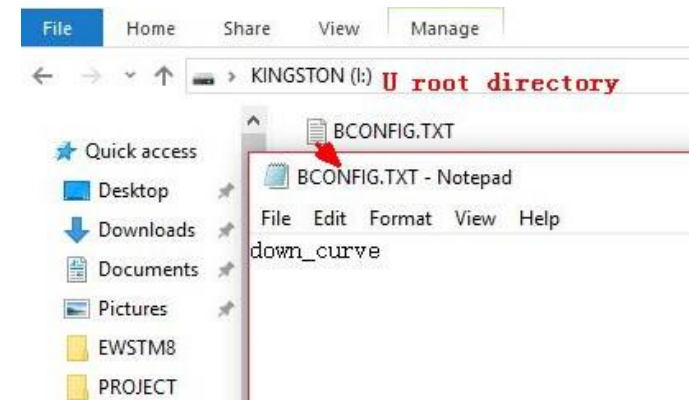 File Home Share View Manage
KINGSTON (I:) U root directory
BCONFIG.TXT
Quick access
BCONFIG.TXT - Notepad
Desktop
File Edit Format View Help
Downloads
down_curve
Documents
Pictures
EWSTM8
PROJECT